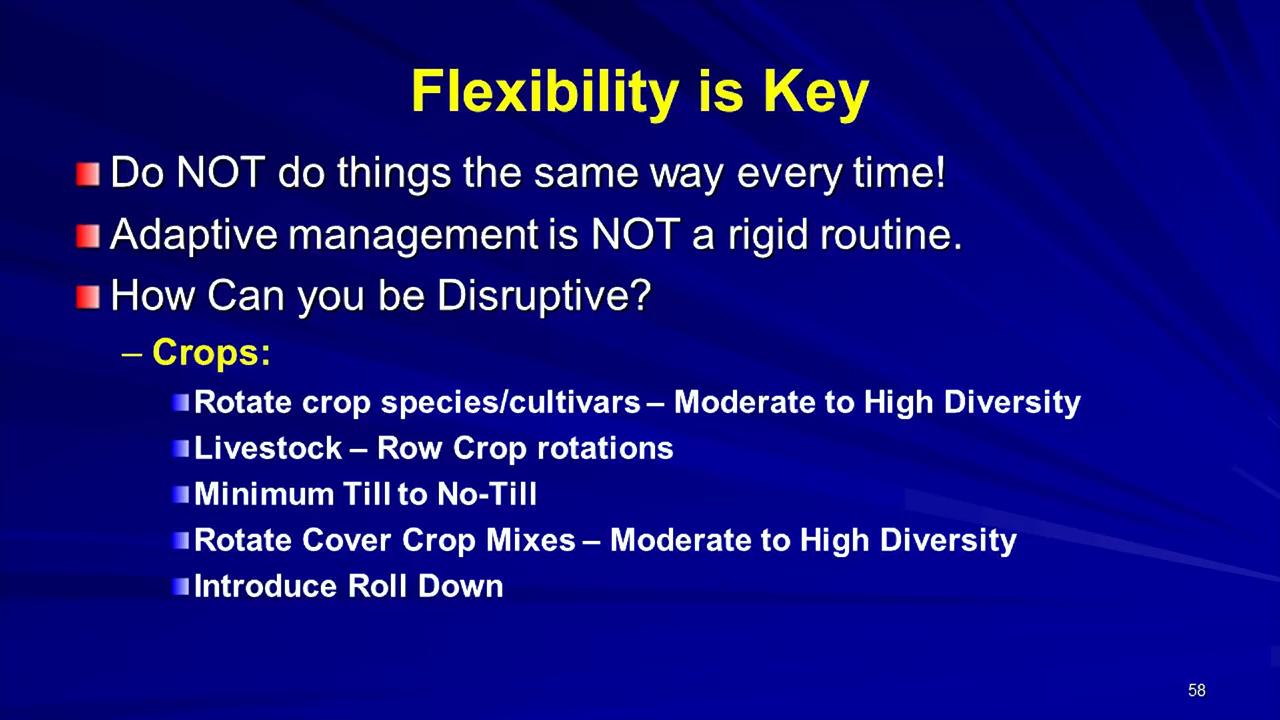 Flexibility is Key
Do NOT do things the same way every time!
Adaptive management is NOT a rigid routine.
How Can you be Disruptive?
– Crops:
Rotate crop species/cultivars – Moderate to High Diversity
Livestock – Row Crop rotations
Minimum Till to No-Till
Rotate Cover Crop Mixes – Moderate to High Diversity
Introduce Roll Down
58